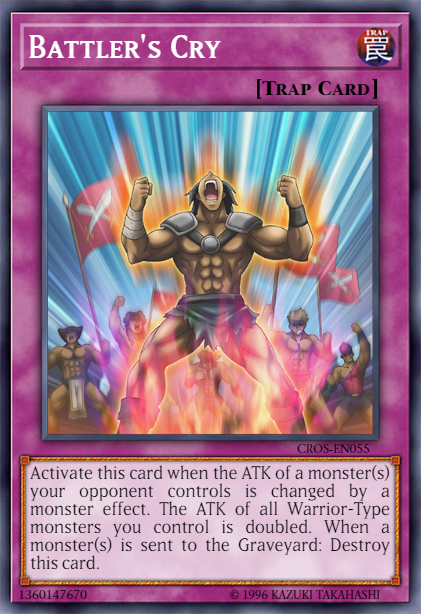 Battler's Cry
TRAP
罠
[Trap Card]
CROS-EN055
Activate this card when the ATK of a monster(s)
your opponent controls is changed by a
monster effect. The ATK of all Warrior-Type
monsters you control is doubled. When a
monster(s) is sent to the Graveyard: Destroy
this card.
1360147670
© 1996 KAZUKI TAKAHASHI